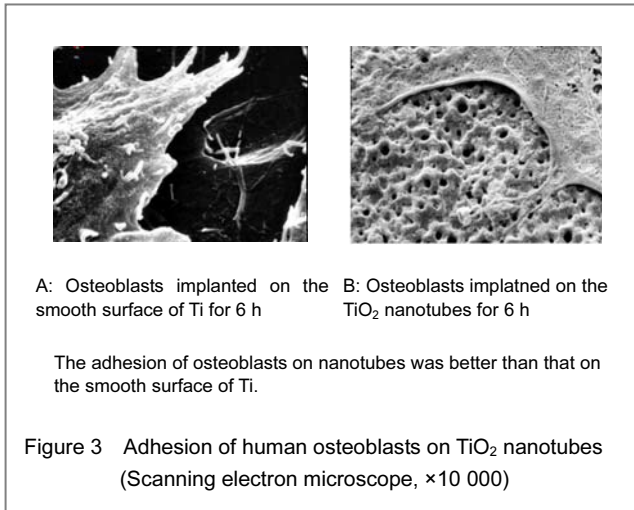 A: Osteoblasts implanted on the
smooth surface of Ti for 6 h
B: Osteoblasts implatned on the
TiO₂ nanotubes for 6 h
The adhesion of osteoblasts on nanotubes was better than that on
the smooth surface of Ti.
Figure 3 Adhesion of human osteoblasts on TiO₂ nanotubes
(Scanning electron microscope, ×10 000)